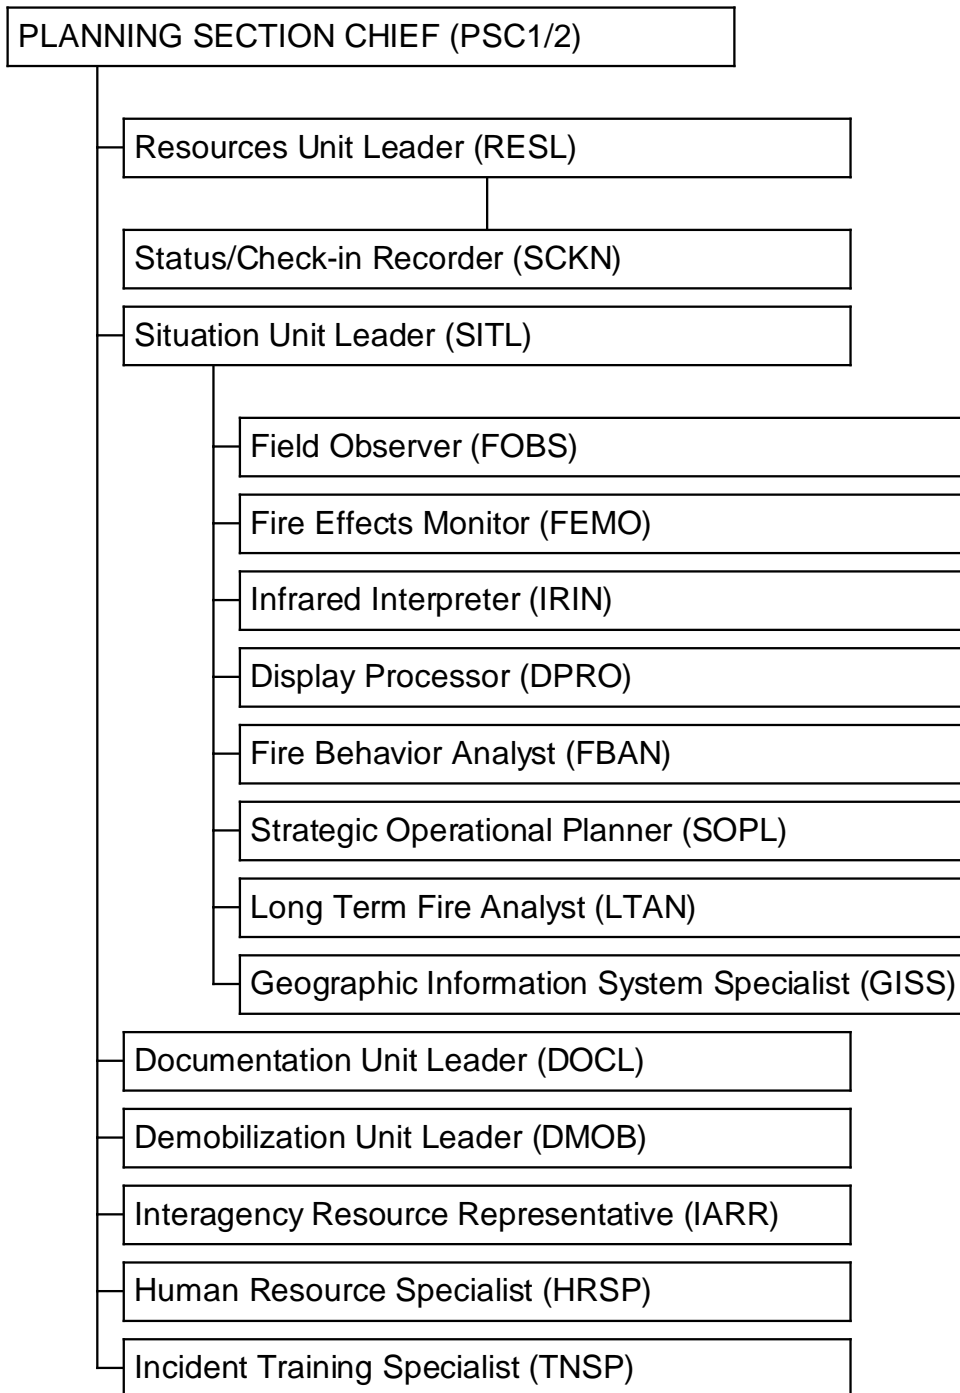 PLANNING SECTION CHIEF (PSC1/2)
Resources Unit Leader (RESL)
Status/Check-in Recorder (SCKN)
Situation Unit Leader (SITL)
Field Observer (FOBS)
Fire Effects Monitor (FEMO)
Infrared Interpreter (IRIN)
Display Processor (DPRO)
Fire Behavior Analyst (FBAN)
Strategic Operational Planner (SOPL)
Long Term Fire Analyst (LTAN)
Geographic Information System Specialist (GISS)
Documentation Unit Leader (DOCL)
Demobilization Unit Leader (DMOB)
Interagency Resource Representative (IARR)
Human Resource Specialist (HRSP)
Incident Training Specialist (TNSP)